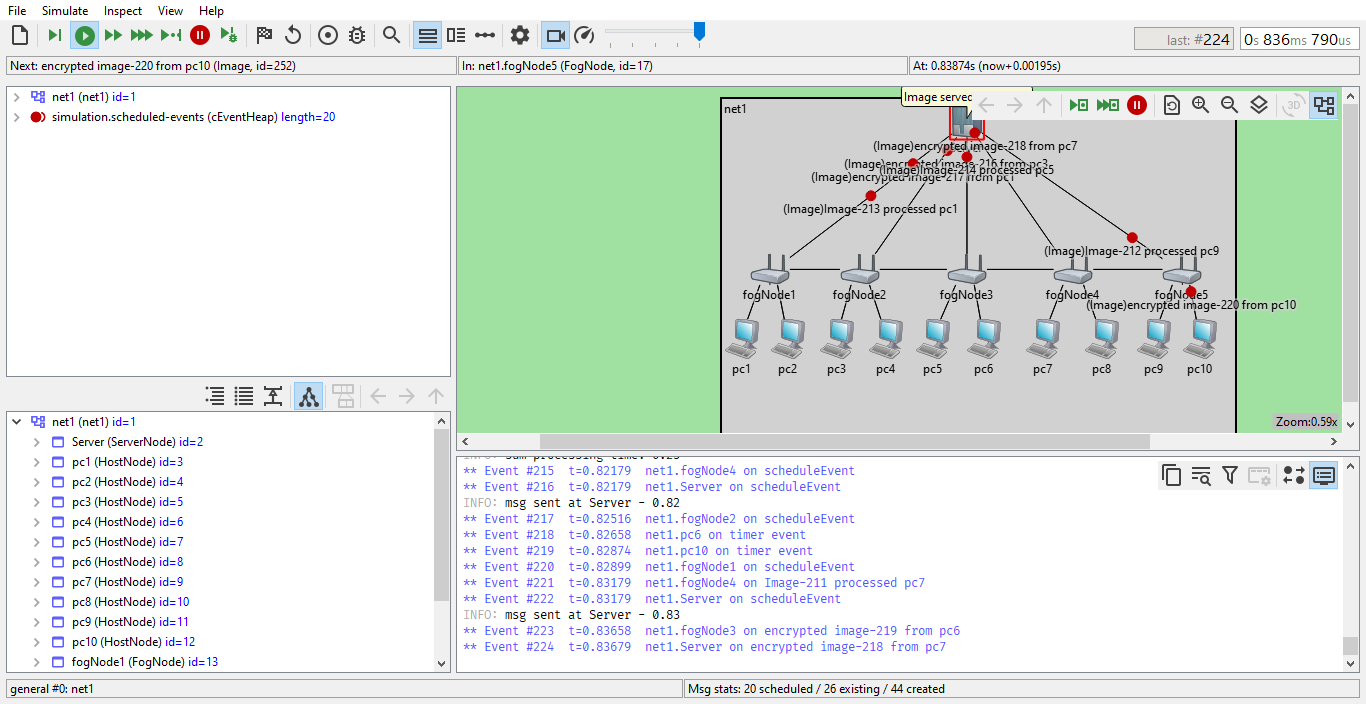 File Simulate Inspect View Help
last: #224
0s 836ms 790us
Next: encrypted image-220 from pc10 (Image, id=252)
In: net1.fogNode5 (FogNode, id=17)
At: 0.83874s (now+0.00195s)
net1 (net1) id=1
simulation.scheduled-events (cEventHeap) length=20
net1 (net1) id=1
Server (ServerNode) id=2
pc1 (HostNode) id=3
pc2 (HostNode) id=4
pc3 (HostNode) id=5
pc4 (HostNode) id=6
pc5 (HostNode) id=7
pc6 (HostNode) id=8
pc7 (HostNode) id=9
pc8 (HostNode) id=10
pc9 (HostNode) id=11
pc10 (HostNode) id=12
fogNode1 (FogNode) id=13
Image served
3D
net1
(Image)encrypted image-218 from pc7
(Image)encrypted image-216 from pc3
(Image)Image-214 processed pc5
(Image)encrypted image-217 from pc1
(Image)Image-213 processed pc1
(Image)Image-212 processed pc9
fogNode1 fogNode2 fogNode3 fogNode4 fogNode5
(Image)encrypted image-220 from pc10
pc1 pc2 pc3 pc4 pc5 pc6 pc7 pc8 pc9 pc10
Zoom:0.59x
INFO: sum processing time: 0.25
** Event #215 t=0.82179 net1.fogNode4 on scheduleEvent
** Event #216 t=0.82179 net1.Server on scheduleEvent
INFO: msg sent at Server - 0.82
** Event #217 t=0.82516 net1.fogNode2 on scheduleEvent
** Event #218 t=0.82658 net1.pc6 on timer event
** Event #219 t=0.82874 net1.pc10 on timer event
** Event #220 t=0.82899 net1.fogNode1 on scheduleEvent
** Event #221 t=0.83179 net1.fogNode4 on Image-211 processed pc7
** Event #222 t=0.83179 net1.Server on scheduleEvent
INFO: msg sent at Server - 0.83
** Event #223 t=0.83658 net1.fogNode3 on encrypted image-219 from pc6
** Event #224 t=0.83679 net1.Server on encrypted image-218 from pc7
general #0: net1
Msg stats: 20 scheduled / 26 existing / 44 created